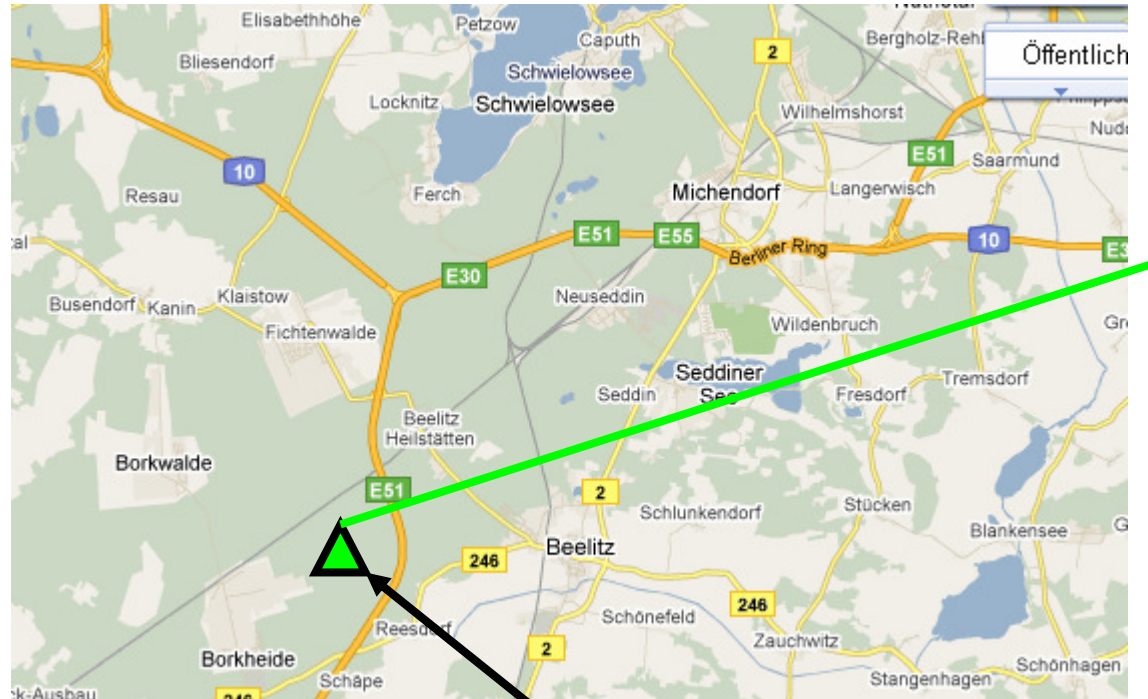 Elisabethhöhe
Petzow
Bliesendorf
Caputh
2
Öffentlich
Schwielowsee
Locknitz
Schwielowsee
Wilhelmshorst
E51
Saarmund
10
Resau
Ferch
Michendorf
Langerwisch
E51
E55
Berliner Ring
10
E30
Busendorf
Kanin
Klaistow
Neuseddin
Fichtenwalde
Wildenbruch
Seddiner
See
Seddin
Fresdorf
Tremsdorf
Beelitz
Heilstätten
Borkwalde
E51
2
Stücken
Schlunkendorf
Blankensee
Beelitz
246
246
Schönefeld
Reesdorf
Zauchwitz
2
Borkheide
Schäpe
Stangenhagen
Schönhagen